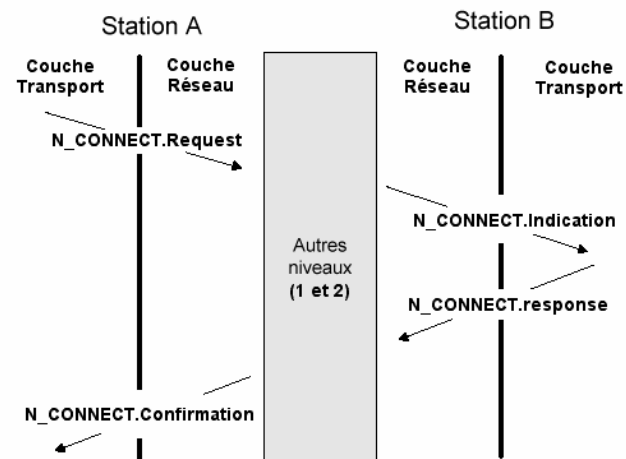 Station A
Station B
Couche
Transport
Couche
Réseau
Couche
Réseau
Couche
Transport
N_CONNECT.Request
N_CONNECT.Indication
Autres
niveaux
(1 et 2)
N_CONNECT.response
N_CONNECT.Confirmation